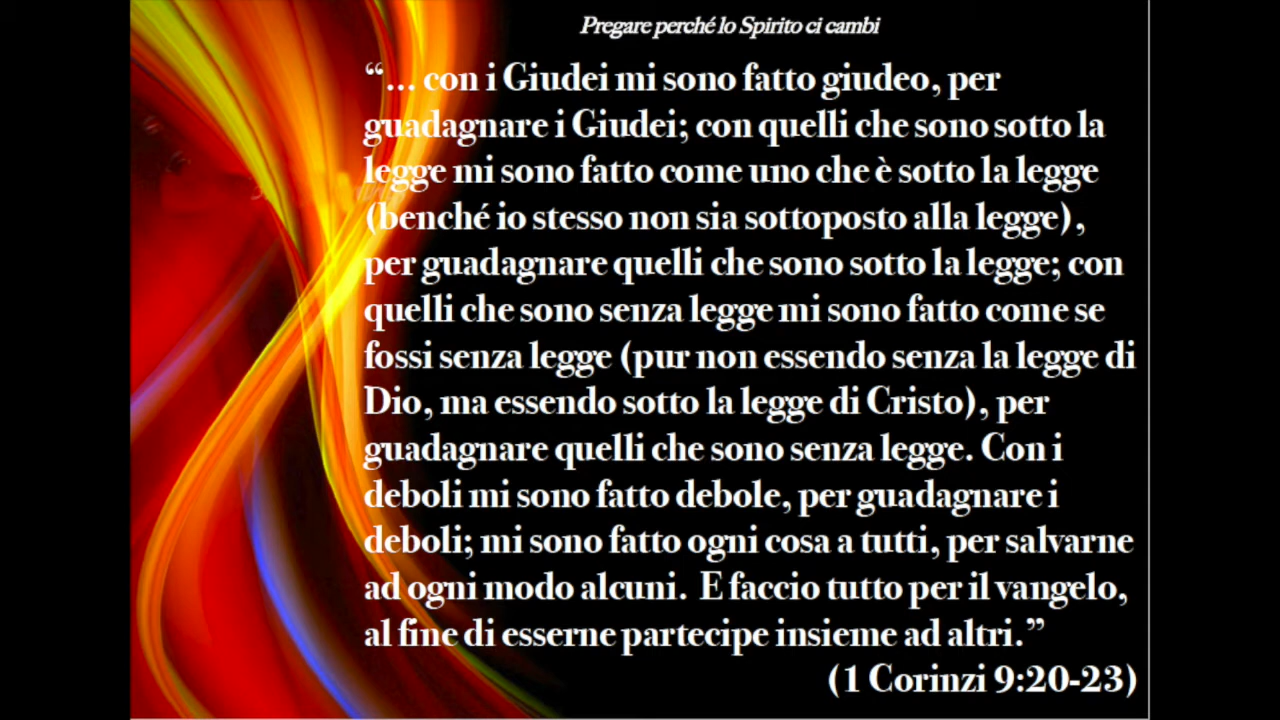 Pregare perché lo Spirito ci cambi
“... con i Giudei mi sono fatto giudeo, per
guadagnare i Giudei; con quelli che sono sotto la
legge mi sono fatto come uno che è sotto la legge
(benché io stesso non sia sottoposto alla legge),
per guadagnare quelli che sono sotto la legge; con
quelli che sono senza legge mi sono fatto come se
fossi senza legge (pur non essendo senza la legge di
Dio, ma essendo sotto la legge di Cristo), per
guadagnare quelli che sono senza legge. Con i
deboli mi sono fatto debole, per guadagnare i
deboli; mi sono fatto ogni cosa a tutti, per salvarne
ad ogni modo alcuni. E faccio tutto per il vangelo,
al fine di esserne partecipe insieme ad altri.”
(1 Corinzi 9:20-23)